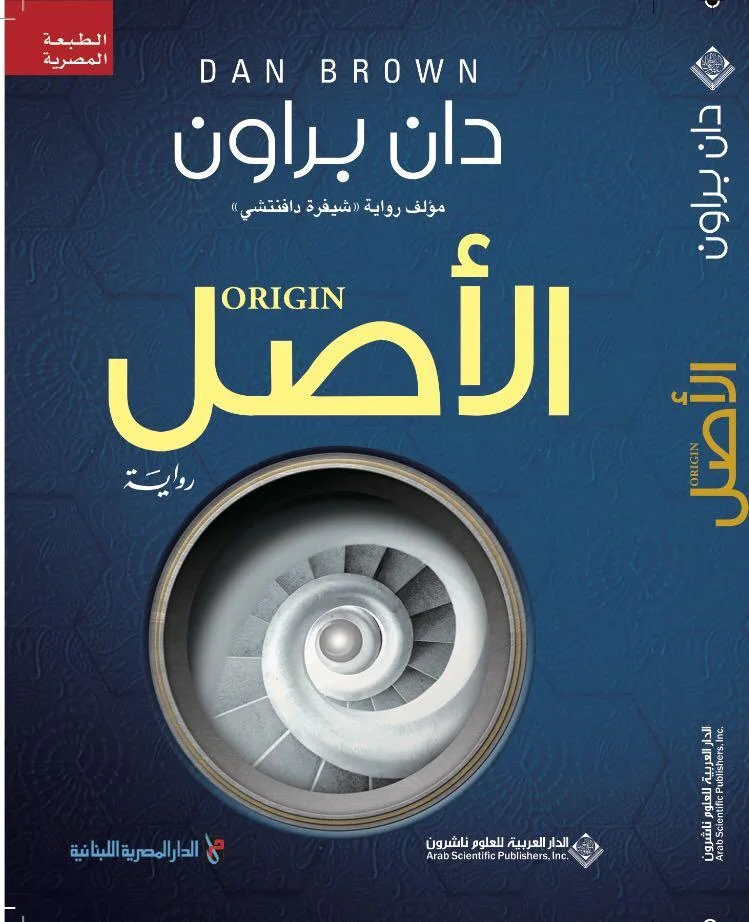 الطبعة
المصرية
DAN BROWN
دان براون
مؤلف رواية «شيفرة دافنتشي»
ORIGIN
الأصل
رواية
الدار المصرية اللبنانية
الدار العربية للعلوم ناشرون
Arab Scientific Publishers, Inc.
دان براون
الأصل
ORIGIN
الدار العربية للعلوم ناشرون
Arab Scientific Publishers, Inc.